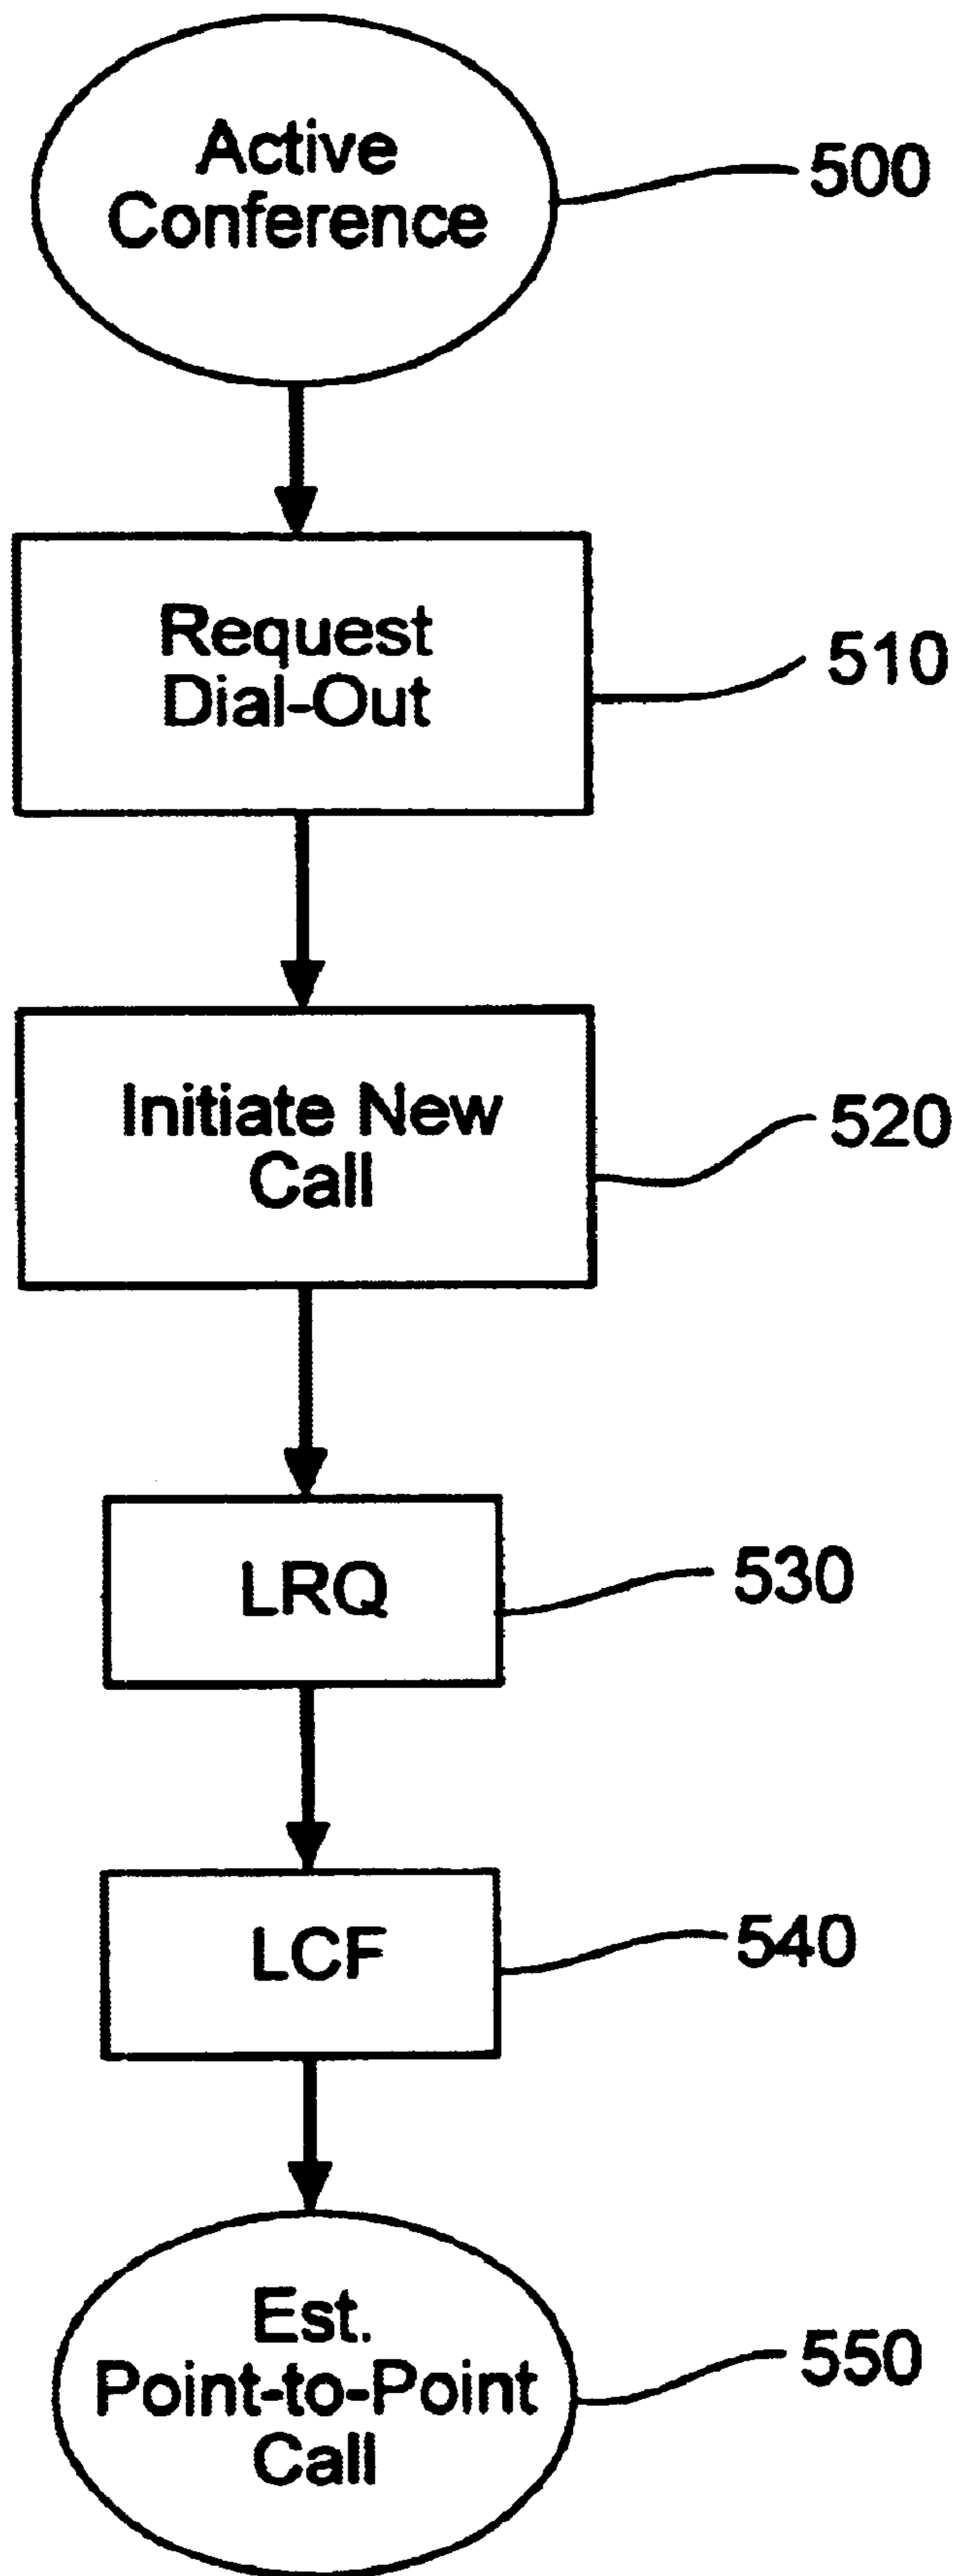 Active
Conference
500
Request
Dial-Out
510
Initiate New
Call
520
LRQ
530
LCF
540
Est.
Point-to-Point
Call
550